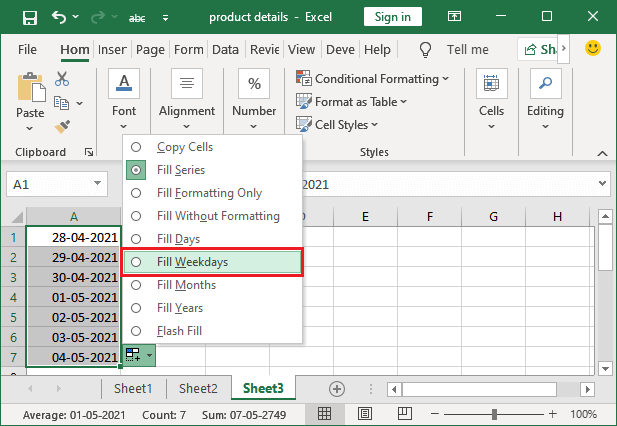 abc product details - Excel Sign in
File Hom Inser Page Form Data Revie View Deve Tell me Sha
Paste Font Alignment Number Conditional Formatting Cells Editing
% Format as Table
Cell Styles
Clipboard Styles
A1 2021
Copy Cells
Fill Series
Fill Formatting Only
Fill Without Formatting
Fill Days
Fill Weekdays
Fill Months
Fill Years
Flash Fill
A D E F G H
1 28-04-2021
2 29-04-2021
3 30-04-2021
4 01-05-2021
5 02-05-2021
6 03-05-2021
7 04-05-2021
Sheet1 Sheet2 Sheet3
Average: 01-05-2021 Count: 7 Sum: 07-05-2749 100%